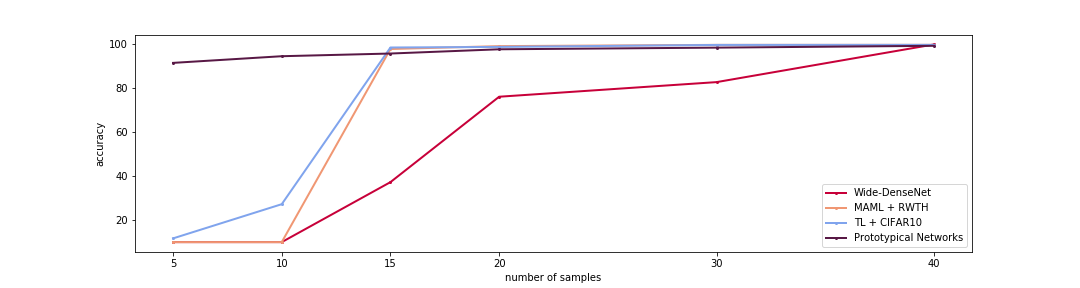 100
80
60
40
20
accuracy
5 10 15 20 30 40
number of samples
Wide-DenseNet
MAML + RWTH
TL + CIFAR10
Prototypical Networks